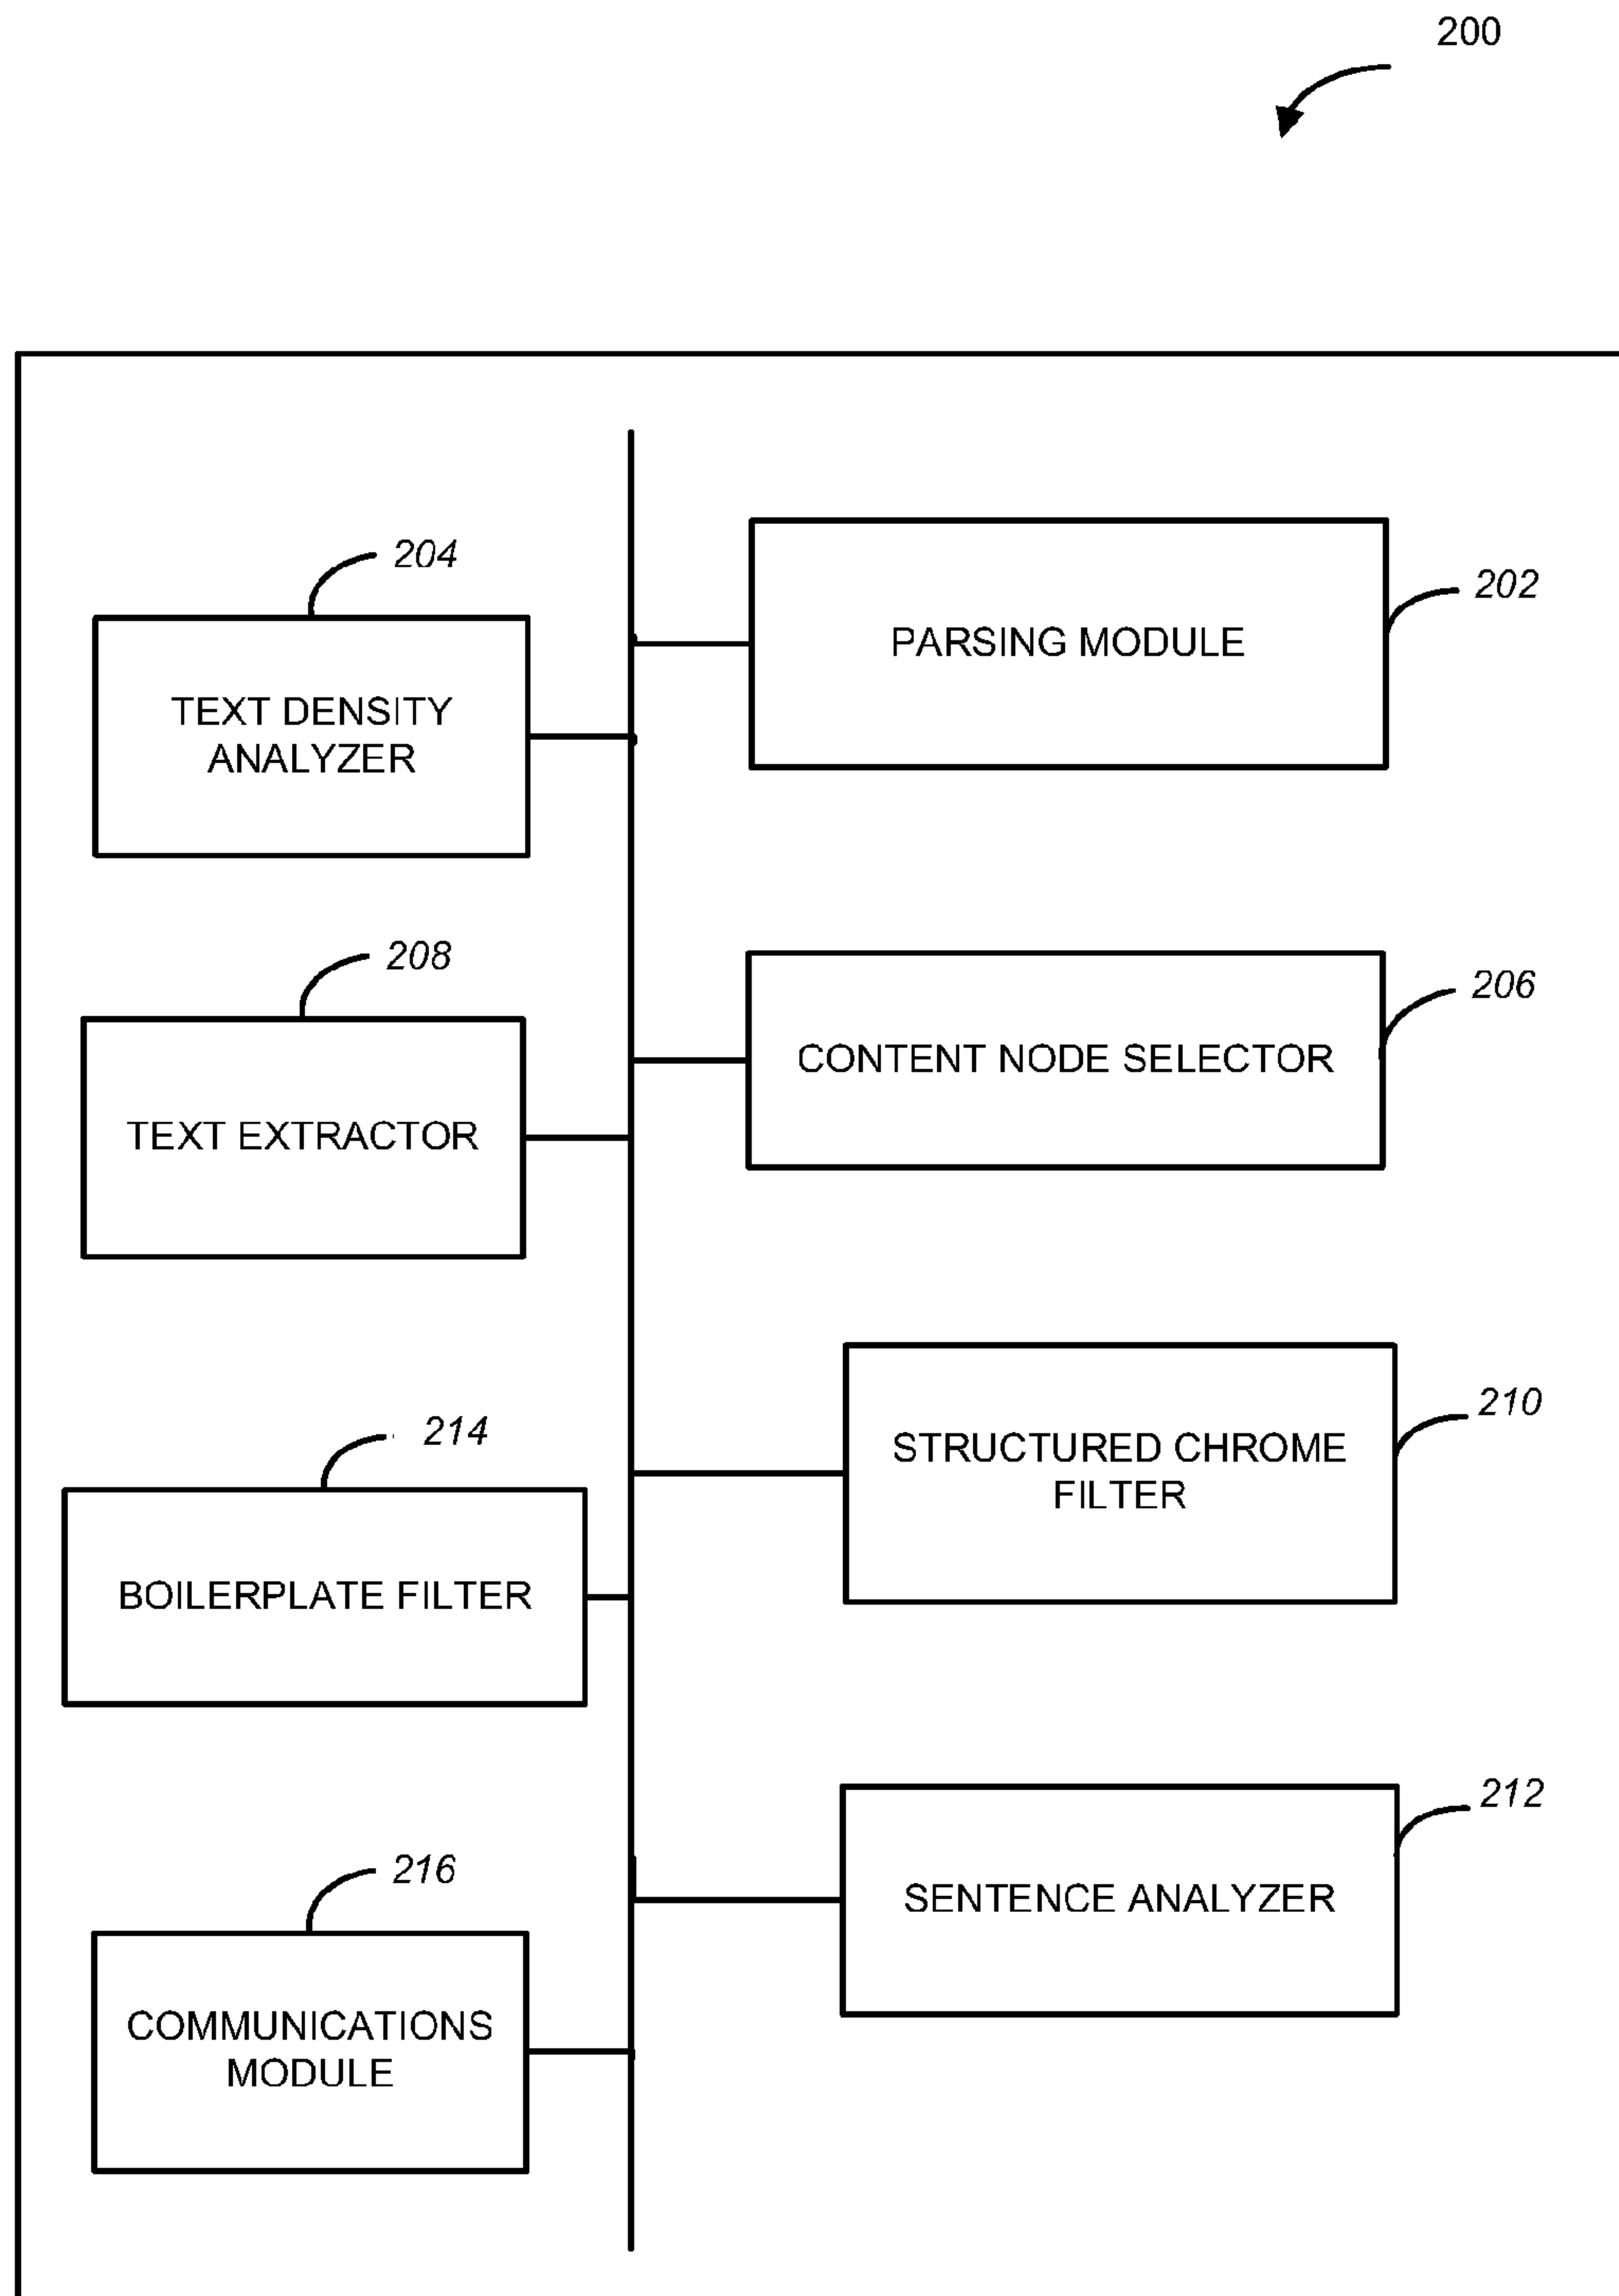 200
204
202
PARSING MODULE
TEXT DENSITY
ANALYZER
208
206
CONTENT NODE SELECTOR
TEXT EXTRACTOR
214
210
STRUCTURED CHROME
FILTER
BOILERPLATE FILTER
216
212
SENTENCE ANALYZER
COMMUNICATIONS
MODULE